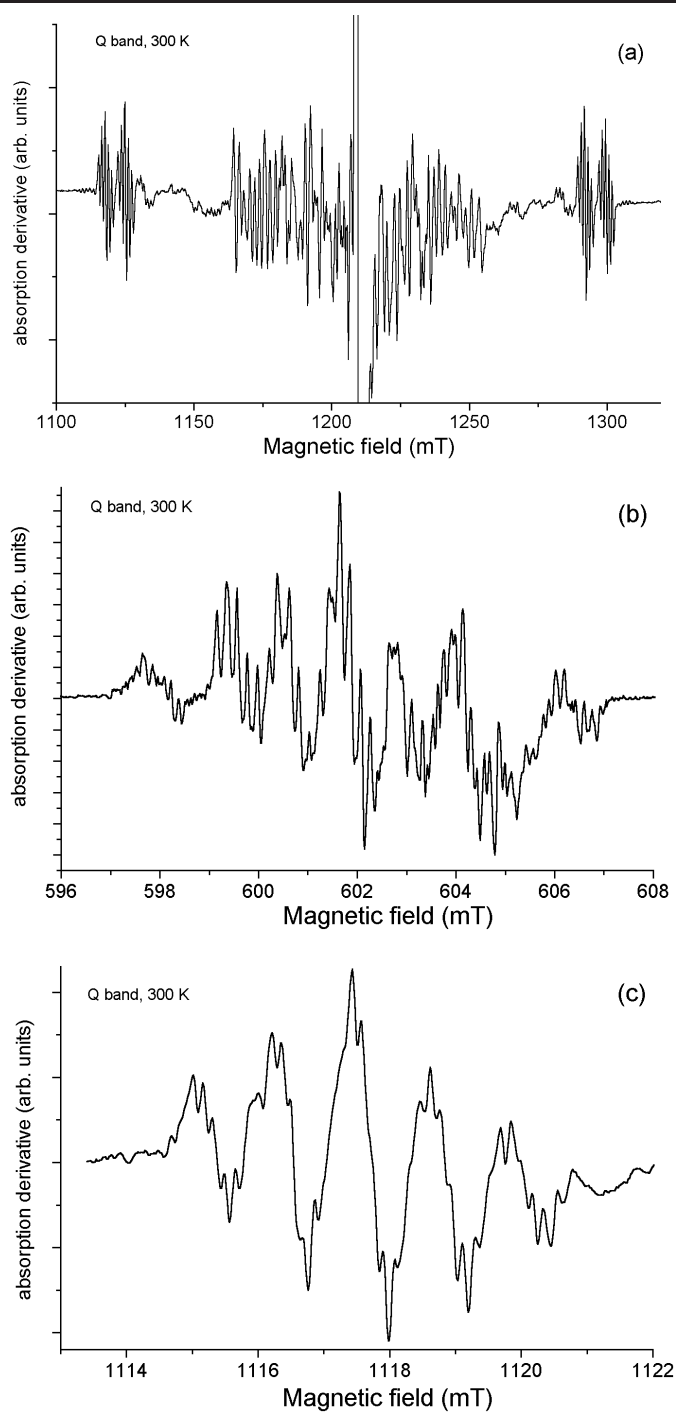 Q band, 300 K
(a)
absorption derivative (arb. units)
1100 1150 1200 1250 1300
Magnetic field (mT)
Q band, 300 K
(b)
absorption derivative (arb. units)
596 598 600 602 604 606 608
Magnetic field (mT)
Q band, 300 K
(c)
absorption derivative (arb. units)
1114 1116 1118 1120 1122
Magnetic field (mT)